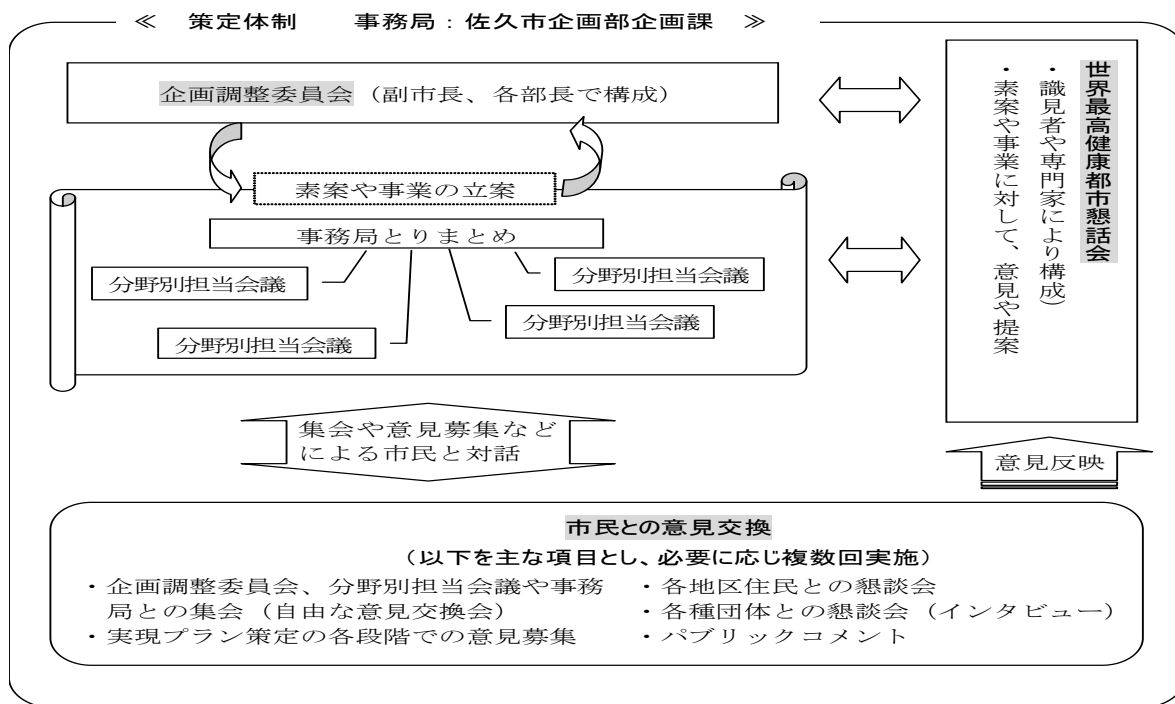 ≪ 策定体制 事務局：佐久市企画部企画課 ≫
企画調整委員会（副市長、各部長で構成）
素案や事業の立案
事務局とりまとめ
分野別担当会議
分野別担当会議
分野別担当会議
分野別担当会議
世界最高健康都市懇話会
・識見者や専門家により構成）
・素案や事業に対して、意見や提案
集会や意見募集など
による市民と対話
意見反映
市民との意見交換
（以下を主な項目とし、必要に応じ複数回実施）
・企画調整委員会、分野別担当会議や事務
局との集会（自由な意見交換会）
・実現プラン策定の各段階での意見募集
・各地区住民との懇談会
・各種団体との懇談会（インタビュー）
・パブリックコメント